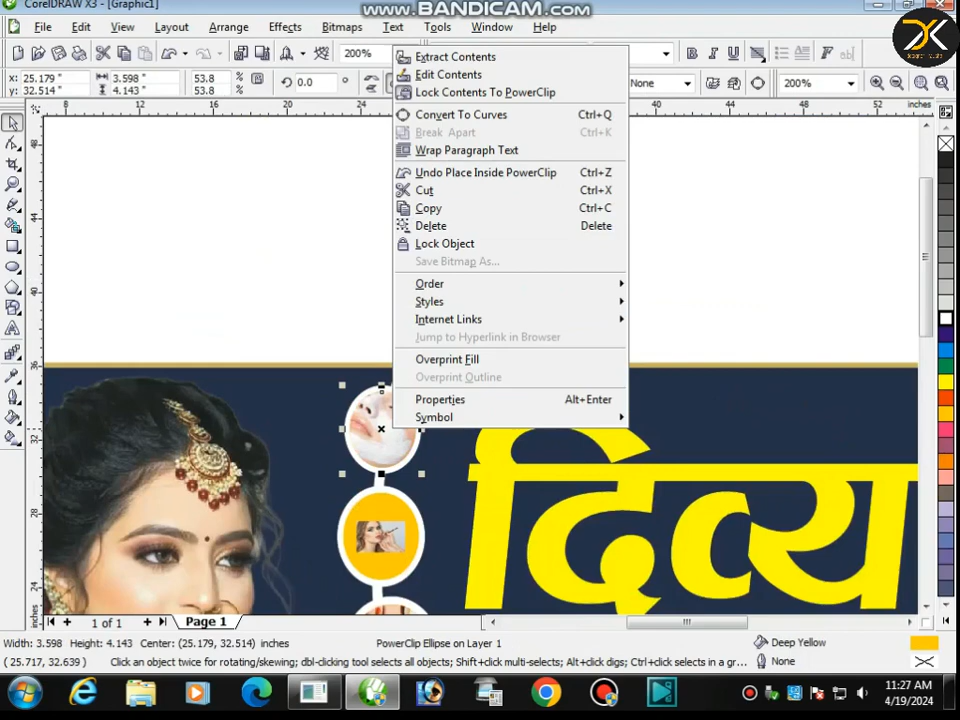 CorelDRAW X3 - [Graphic1]
www.BANDICAM.com
File Edit View Layout Arrange Effects Bitmaps Text Tools Window Help
200%
x: 25.179 "
y: 32.514 "
3.598 "
4.143 "
53.8
53.8
%
%
0.0
None
200%
8 12 16 20 24 40 44 48 52 inches
48
44
40
36
32
28
24
inches
Extract Contents
Edit Contents
Lock Contents To PowerClip
Convert To Curves Ctrl+Q
Break Apart Ctrl+K
Wrap Paragraph Text
Undo Place Inside PowerClip Ctrl+Z
Cut Ctrl+X
Copy Ctrl+C
Delete Delete
Lock Object
Save Bitmap As...
Order
Styles
Internet Links
Jump to Hyperlink in Browser
Overprint Fill
Overprint Outline
Properties Alt+Enter
Symbol
दिव्य
1 of 1
Page 1
Width: 3.598 Height: 4.143 Center: (25.179, 32.514) inches PowerClip Ellipse on Layer 1 Deep Yellow
(25.717, 32.639) Click an object twice for rotating/skewing; dbl-clicking tool selects all objects; Shift+click multi-selects; Alt+click digs; Ctrl+click selects in a gr... None
11:27 AM
4/19/2024